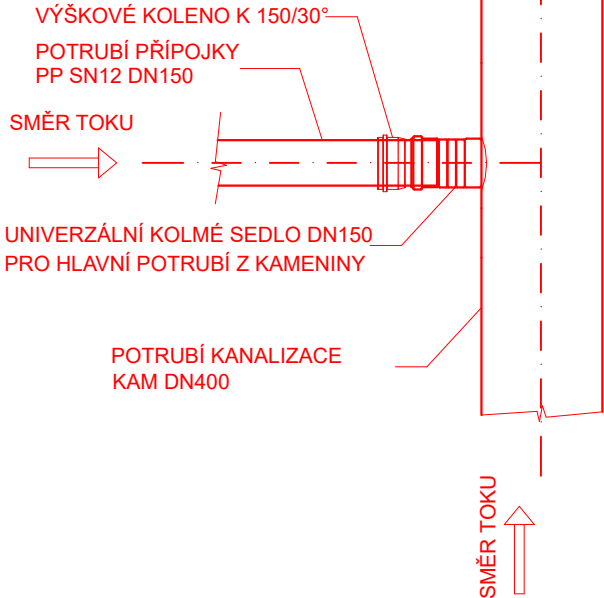 VÝŠKOVÉ KOLENO K 150/30°
POTRUBÍ PŘÍPOJKY
PP SN12 DN150
SMĚR TOKU
UNIVERZÁLNÍ KOLMÉ SEDLO DN150
PRO HLAVNÍ POTRUBÍ Z KAMENINY
POTRUBÍ KANALIZACE
KAM DN400
SMĚR TOKU